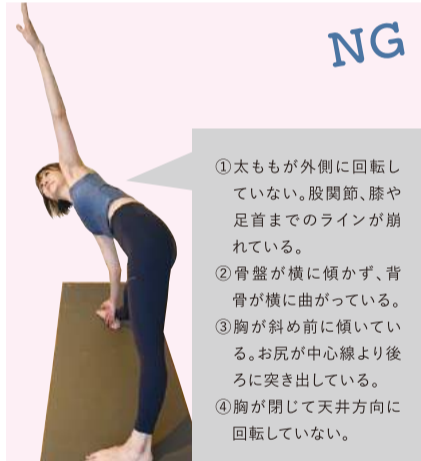 NG
①太ももが外側に回転し
ていない。股関節、膝や
足首までのラインが崩
れている。
②骨盤が横に傾かず、背
骨が横に曲がっている。
③胸が斜め前に傾いてい
る。お尻が中心線より後
ろに突き出している。
④胸が閉じて天井方向に
回転していない。